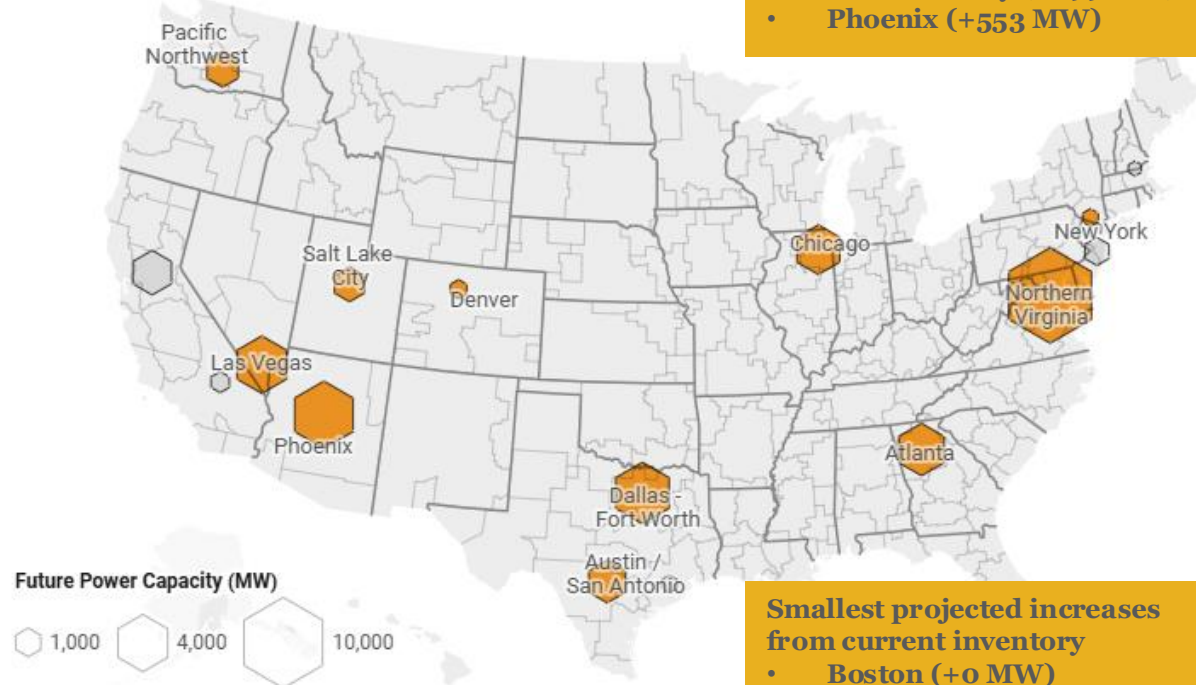 • Phoenix (+553 MW)
Pacific
Northwest
Chicago
New York
Salt Lake
City
Denver
Northern
Virginia
Las Vegas
Phoenix
Atlanta
Dallas -
Fort Worth
Austin /
San Antonio
Future Power Capacity (MW)
1,000 4,000 10,000
Smallest projected increases
from current inventory
• Boston (+0 MW)